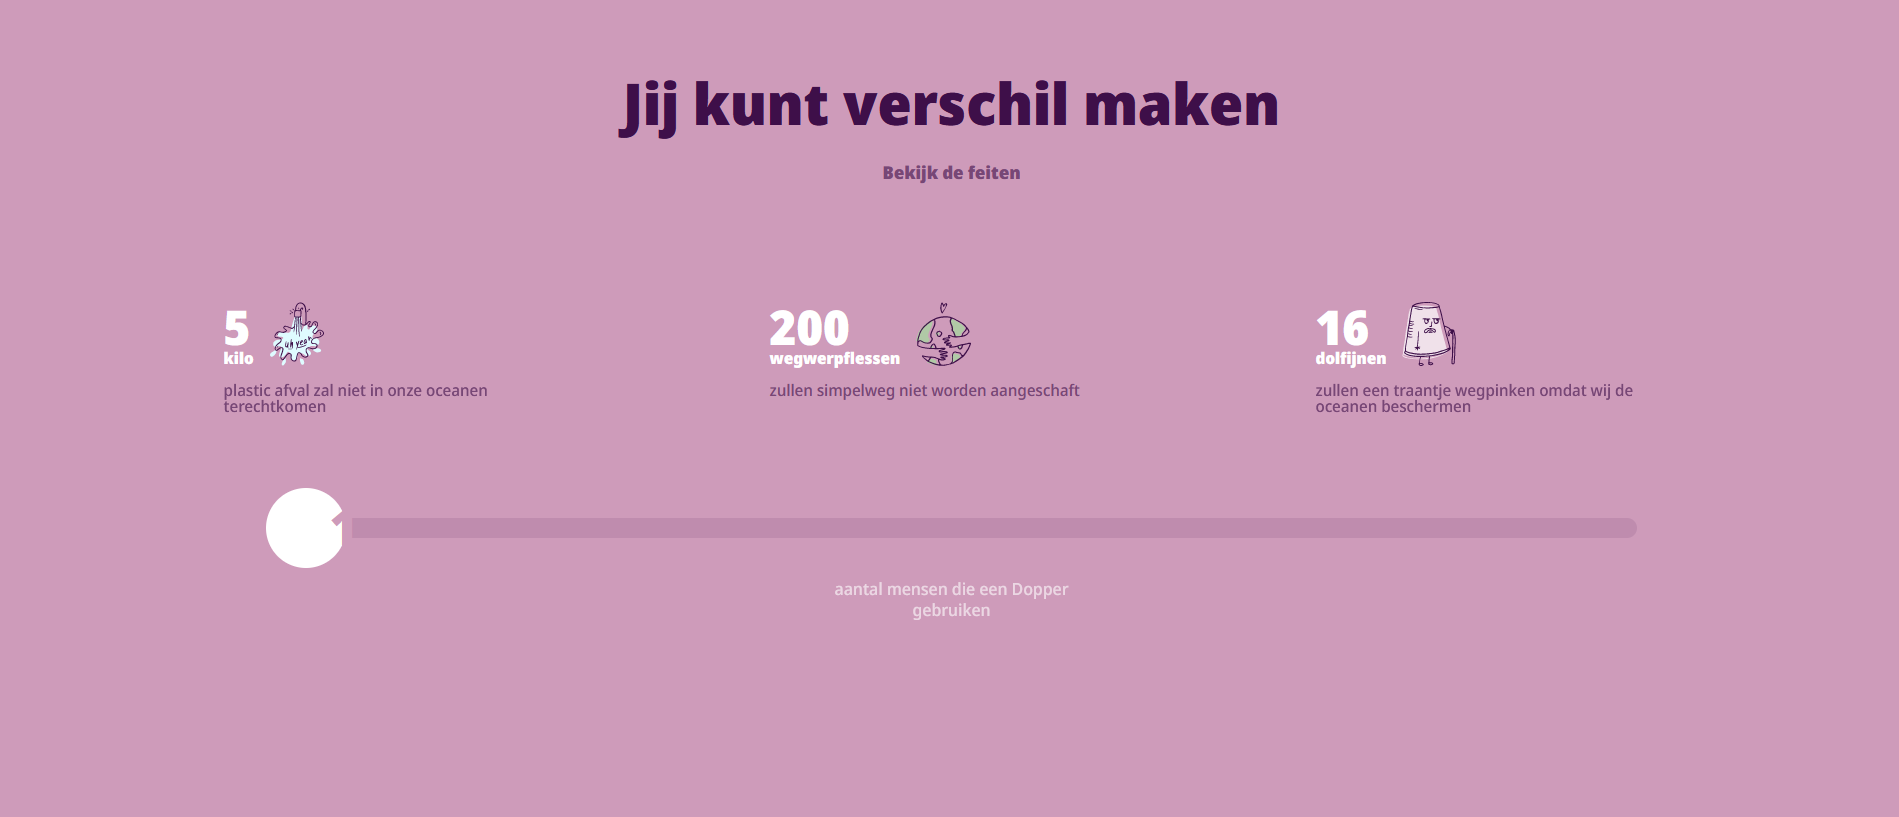 Jij kunt verschil maken
Bekijk de feiten
5
kilo
uh yeah
plastic afval zal niet in onze oceanen
terechtkomen
200
wegwerpflessen
zullen simpelweg niet worden aangeschaft
16
dolfijnen
zullen een traantje wegpinken omdat wij de
oceanen beschermen
aantal mensen die een Dopper
gebruiken